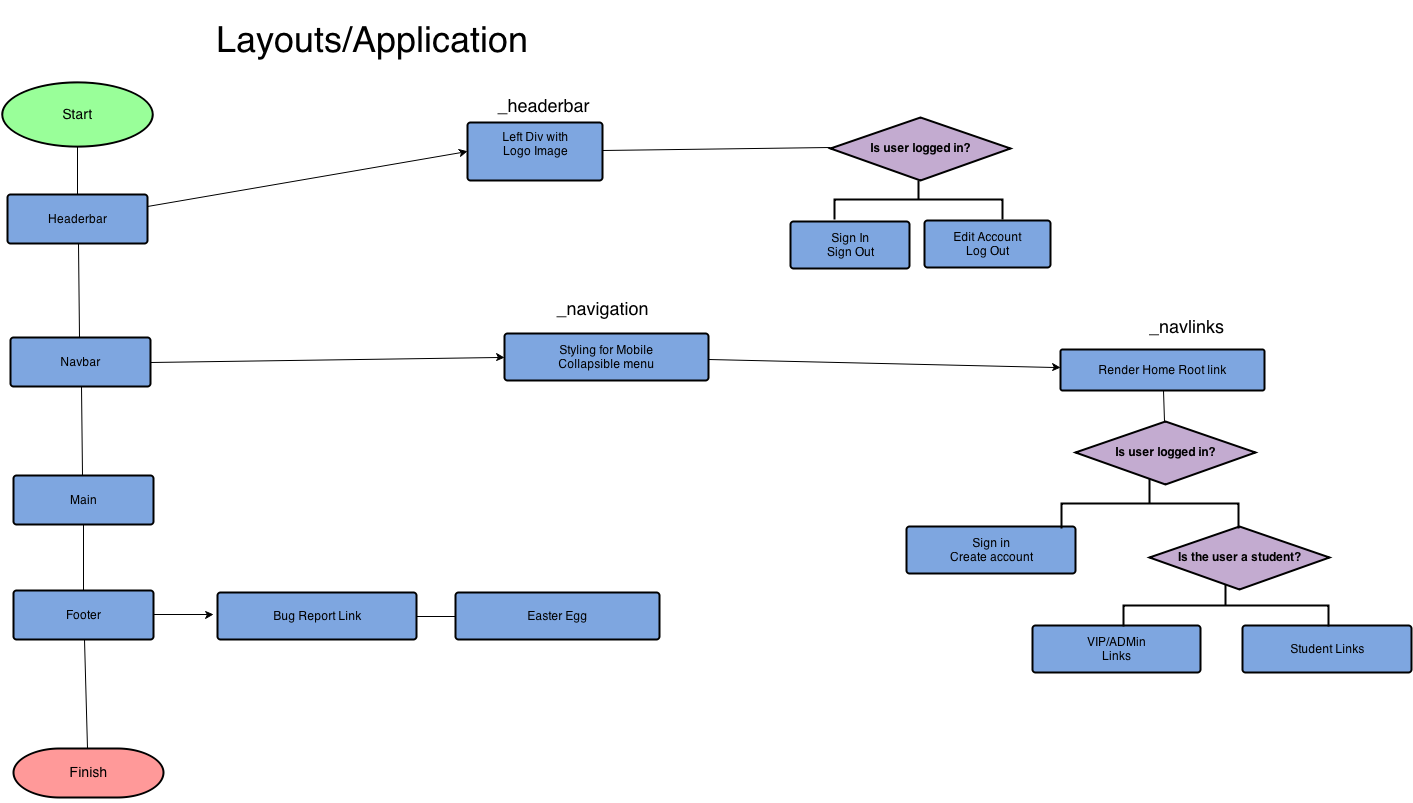 Layouts/Application
Start
_headerbar
Left Div with
Logo Image
Is user logged in?
Headerbar
Sign In
Sign Out
Edit Account
Log Out
_navigation
_navlinks
Navbar
Styling for Mobile
Collapsible menu
Render Home Root link
Is user logged in?
Main
Sign in
Create account
Is the user a student?
Footer
Bug Report Link
Easter Egg
VIP/ADMin
Links
Student Links
Finish